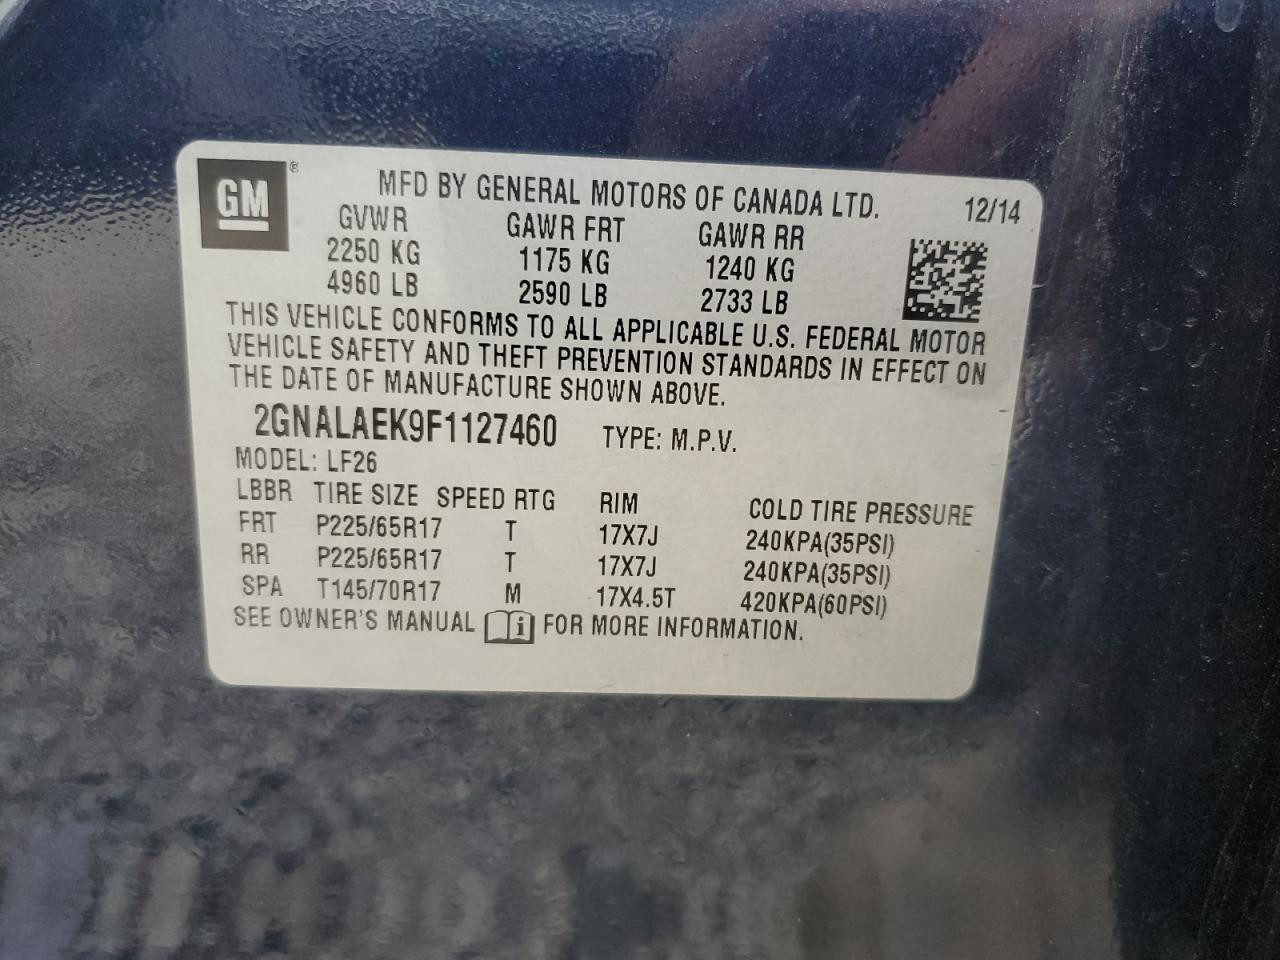 GM ®
MFD BY GENERAL MOTORS OF CANADA LTD. 12/14
GVWR GAWR FRT GAWR RR
2250 KG 1175 KG 1240 KG
4960 LB 2590 LB 2733 LB
THIS VEHICLE CONFORMS TO ALL APPLICABLE U.S. FEDERAL MOTOR
VEHICLE SAFETY AND THEFT PREVENTION STANDARDS IN EFFECT ON
THE DATE OF MANUFACTURE SHOWN ABOVE.
2GNALAEK9F1127460 TYPE: M.P.V.
MODEL: LF26
LBBR TIRE SIZE SPEED RTG RIM COLD TIRE PRESSURE
FRT P225/65R17 T 17X7J 240KPA(35PSI)
RR P225/65R17 T 17X7J 240KPA(35PSI)
SPA T145/70R17 M 17X4.5T 420KPA(60PSI)
SEE OWNER'S MANUAL i FOR MORE INFORMATION.